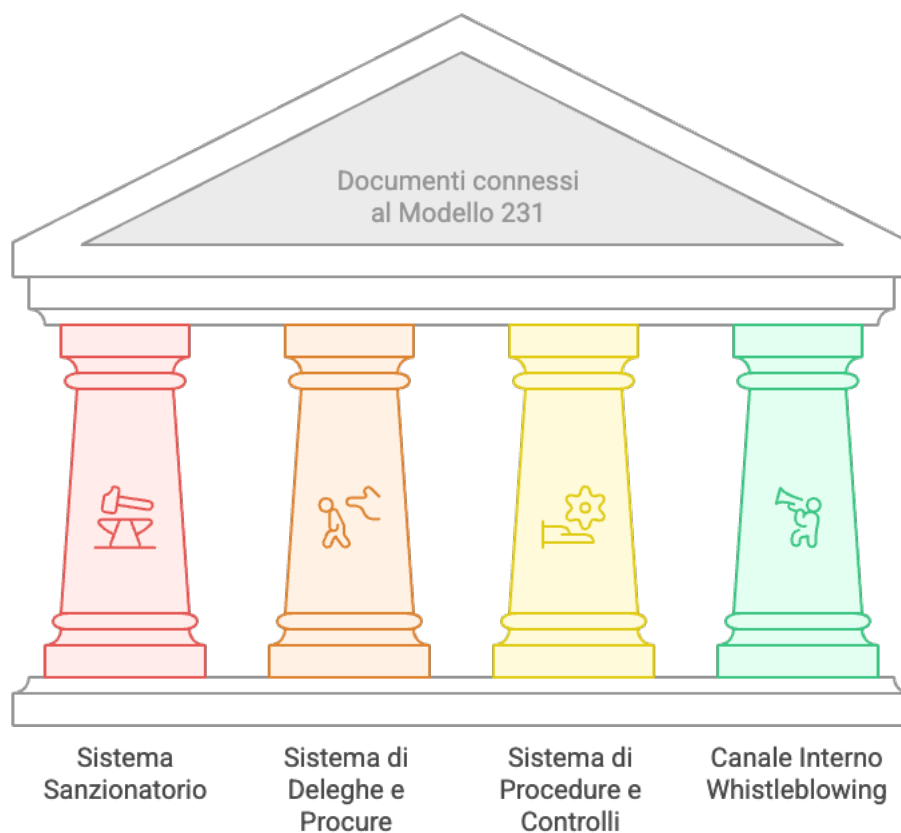 Documenti connessi
al Modello 231
Sistema
Sanzionatorio
Sistema di
Deleghe e
Procure
Sistema di
Procedure e
Controlli
Canale Interno
Whistleblowing